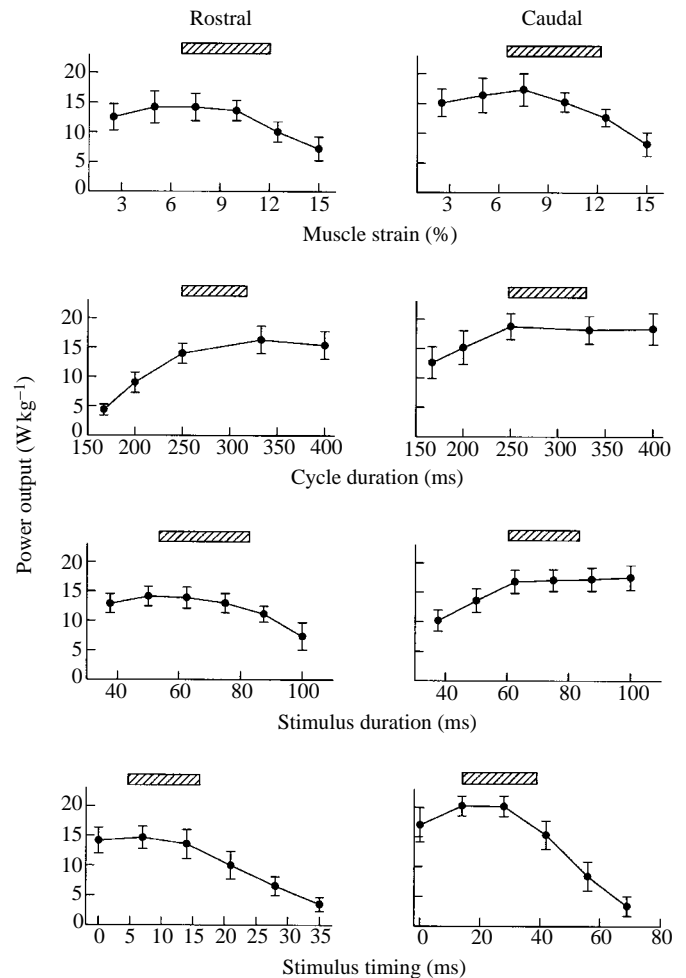 Rostral Caudal
20
15
10
5
0
3 6 9 12 15 3 6 9 12 15
Muscle strain (%)
20
15
10
5
0
150 200 250 300 350 400 150 200 250 300 350 400
Cycle duration (ms)
Power output (W kg−1)
20
15
10
5
0
40 60 80 100 40 60 80 100
Stimulus duration (ms)
20
15
10
5
0
0 5 10 15 20 25 30 35 0 20 40 60 80
Stimulus timing (ms)